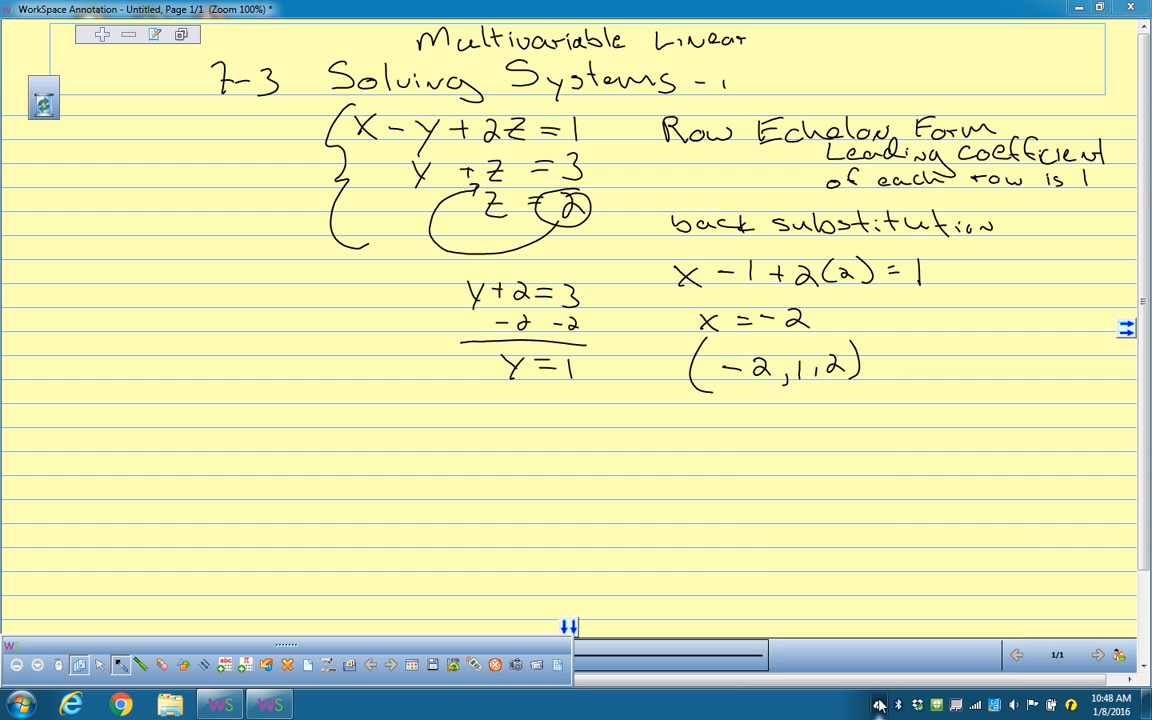 WorkSpace Annotation - Untitled, Page 1/1 (Zoom 100%) *
Multivariable Linear
7-3 Solving Systems -
x - y + 2z = 1
y + z = 3
z = 2
Row Echelon Form
Leading coefficient
of each row is 1
back substitution
y + 2 = 3
-2 -2
y = 1
x - 1 + 2(2) = 1
x = -2
(-2, 1, 2)
1/1
10:48 AM
1/8/2016